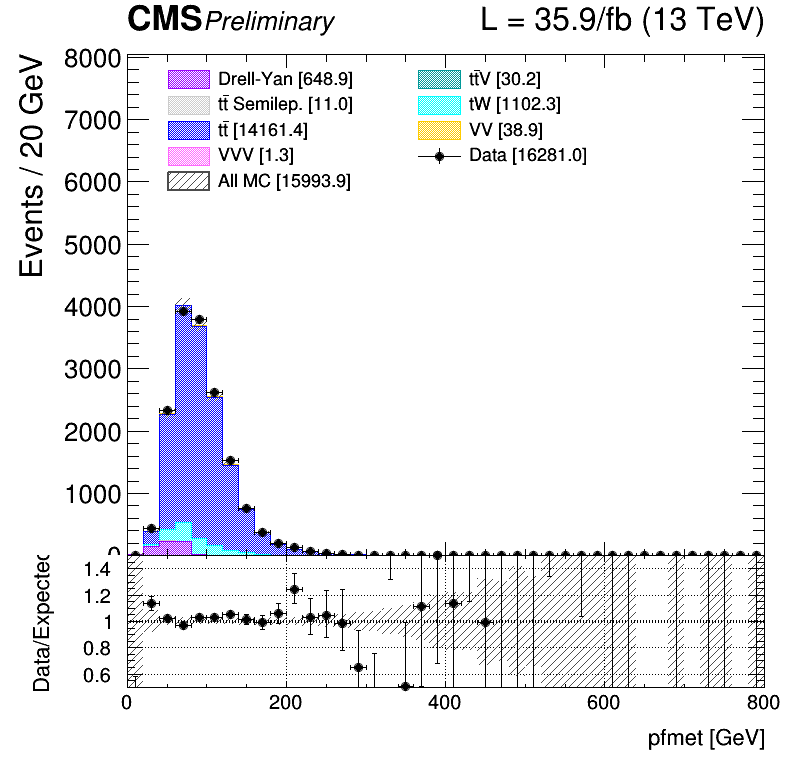 CMS Preliminary L = 35.9/fb (13 TeV)
Events / 20 GeV
8000
7000
6000
5000
4000
3000
2000
1000
0
Drell-Yan [648.9]
tt̄ Semilep. [11.0]
tt̄ [14161.4]
VVV [1.3]
All MC [15993.9]
tt̄V [30.2]
tW [1102.3]
VV [38.9]
Data [16281.0]
Data/Expected
1.4
1.2
1
0.8
0.6
0 200 400 600 800
pfmet [GeV]